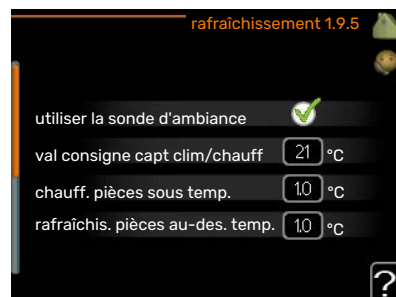 rafraîchissement 1.9.5
utiliser la sonde d'ambiance
val consigne capt clim/chauff 21 °C
chauff. pièces sous temp. 1.0 °C
rafraîchis. pièces au-des. temp. 1.0 °C
?